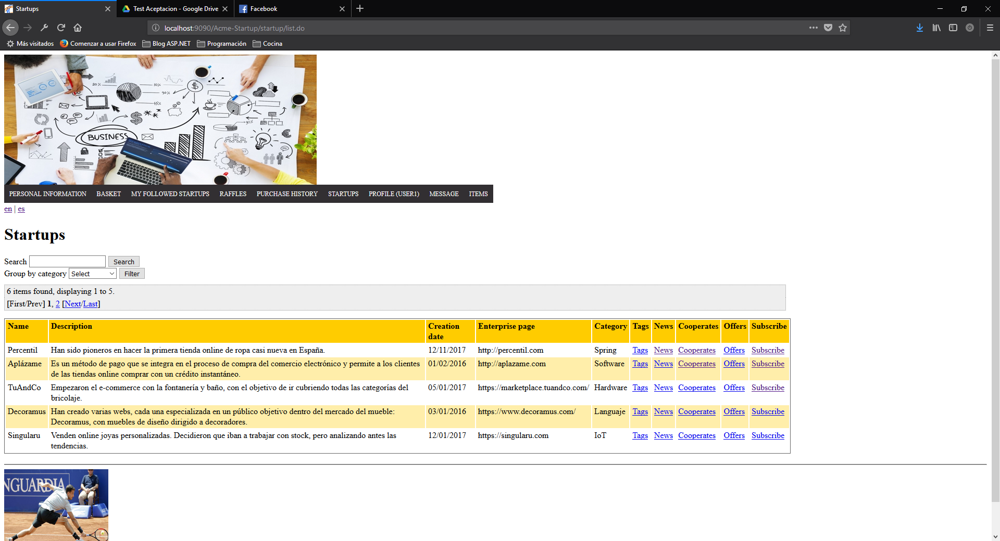 Startups
Test Aceptacion - Google Drive
Facebook
localhost:9090/Acme-Startup/startup/list.do
Más visitados
Comenzar a usar Firefox
Blog ASP.NET
Programación
Cocina
20%
10%
30%
45%
30%
$
$
€
BUSINESS
PERSONAL INFORMATION BASKET MY FOLLOWED STARTUPS RAFFLES PURCHASE HISTORY STARTUPS PROFILE (USER1) MESSAGE ITEMS
en | es
Startups
Search Search
Group by category Select Filter
6 items found, displaying 1 to 5.
[First/Prev] 1, 2 [Next/Last]
Name Description Creation date Enterprise page Category Tags News Cooperates Offers Subscribe
Percentil Han sido pioneros en hacer la primera tienda online de ropa casi nueva en España. 12/11/2017 http://percentil.com Spring Tags News Cooperates Offers Subscribe
Aplázame Es un método de pago que se integra en el proceso de compra del comercio electrónico y permite a los clientes 01/02/2016 http://aplazame.com Software Tags News Cooperates Offers Subscribe
de las tiendas online comprar con un crédito instantáneo.
TuAndCo Empezaron el e-commerce con la fontanería y baño, con el objetivo de ir cubriendo todas las categorías del 05/01/2017 https://marketplace.tuandco.com/ Hardware Tags News Cooperates Offers Subscribe
bricolaje.
Decoramus Han creado varias webs, cada una especializada en un público objetivo dentro del mercado del mueble: 03/01/2016 https://www.decoramus.com/ Languaje Tags News Cooperates Offers Subscribe
Decoramus, con muebles de diseño dirigido a decoradores.
Singularu Venden online joyas personalizadas. Decidieron que iban a trabajar con stock, pero analizando antes las 12/01/2017 https://singularu.com IoT Tags News Cooperates Offers Subscribe
tendencias.
NGUARDIA